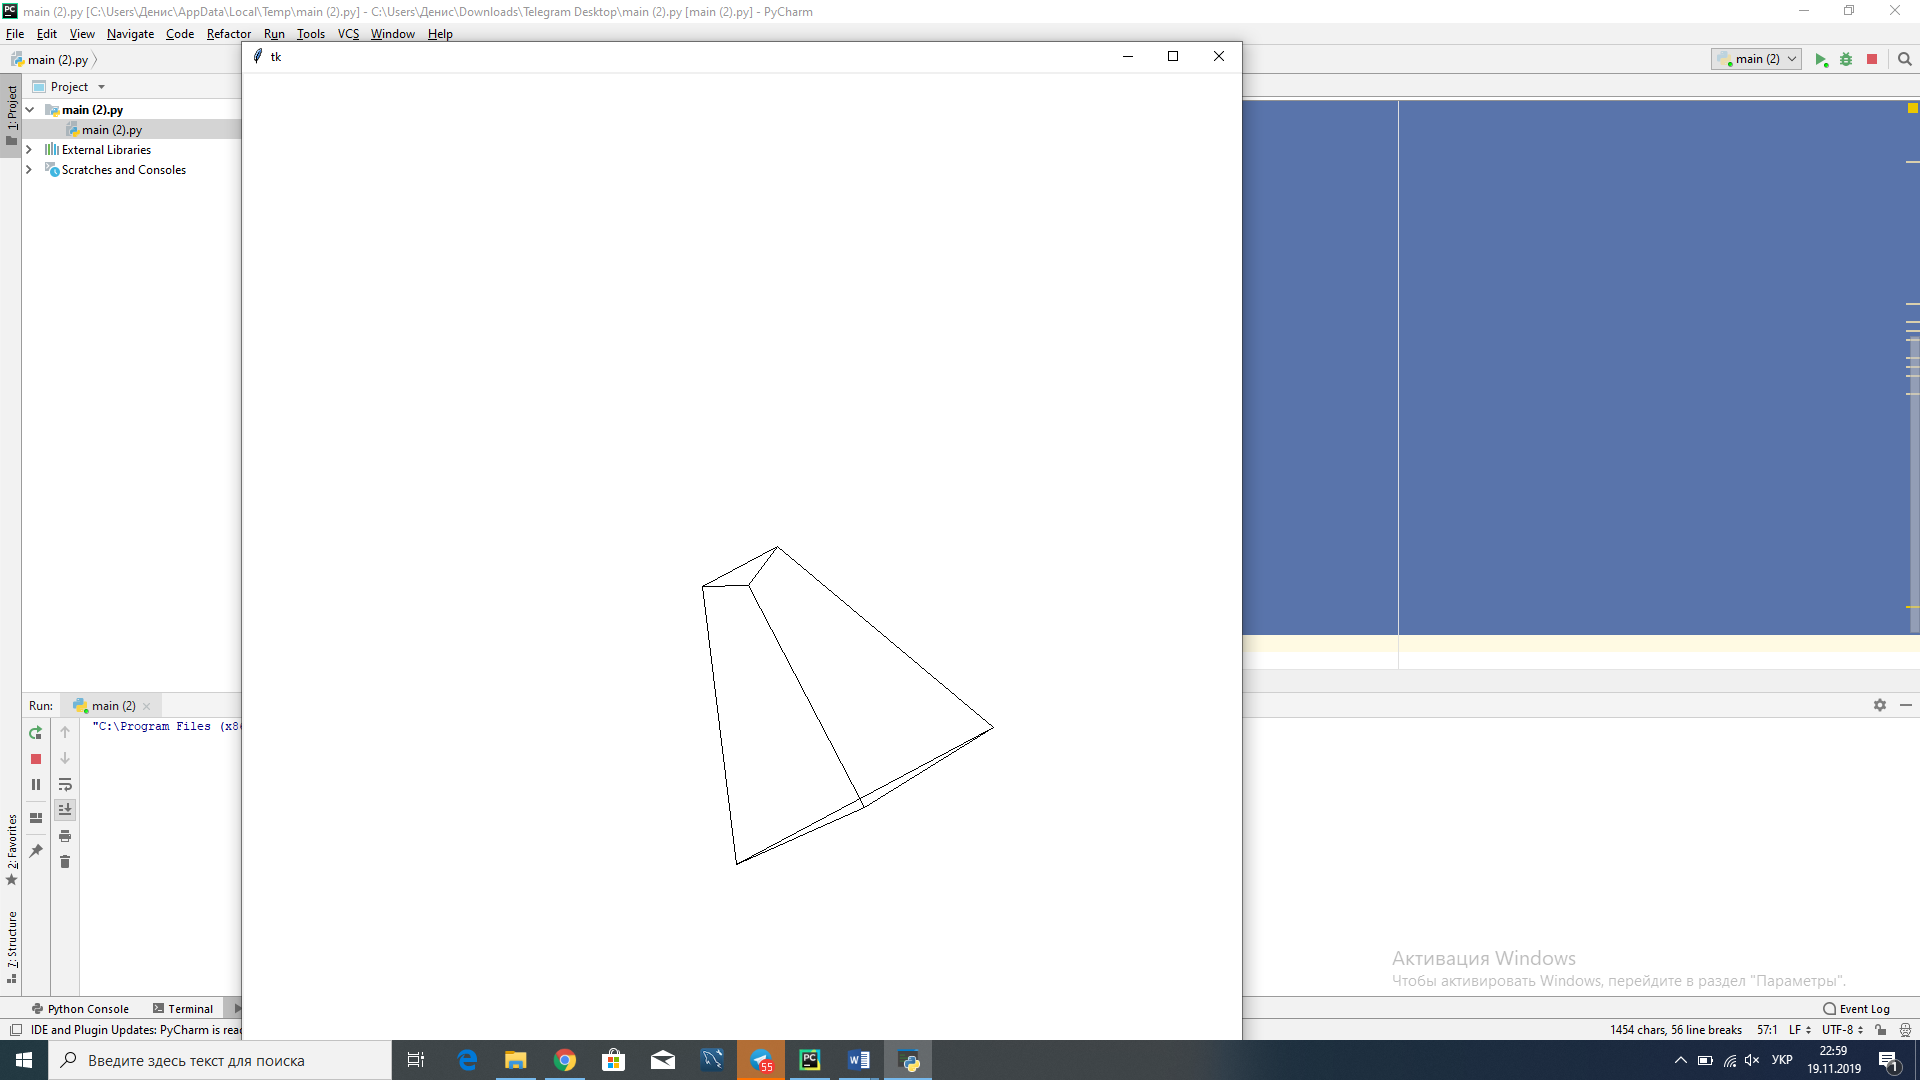 main (2).py [C:\Users\Денис\AppData\Local\Temp\main (2).py] - C:\Users\Денис\Downloads\Telegram Desktop\main (2).py [main (2).py] - PyCharm
File Edit View Navigate Code Refactor Run Tools VCS Window Help
main (2).py
tk
main (2)
1: Project
Project
main (2).py
main (2).py
External Libraries
Scratches and Consoles
Run: main (2)
"C:\Program Files (x8
2: Favorites
7: Structure
Активация Windows
Чтобы активировать Windows, перейдите в раздел "Параметры".
Python Console Terminal
Event Log
IDE and Plugin Updates: PyCharm is
1454 chars, 56 line breaks 57:1 LF UTF-8
Введите здесь текст для поиска
55
УКР
22:59
19.11.2019
1